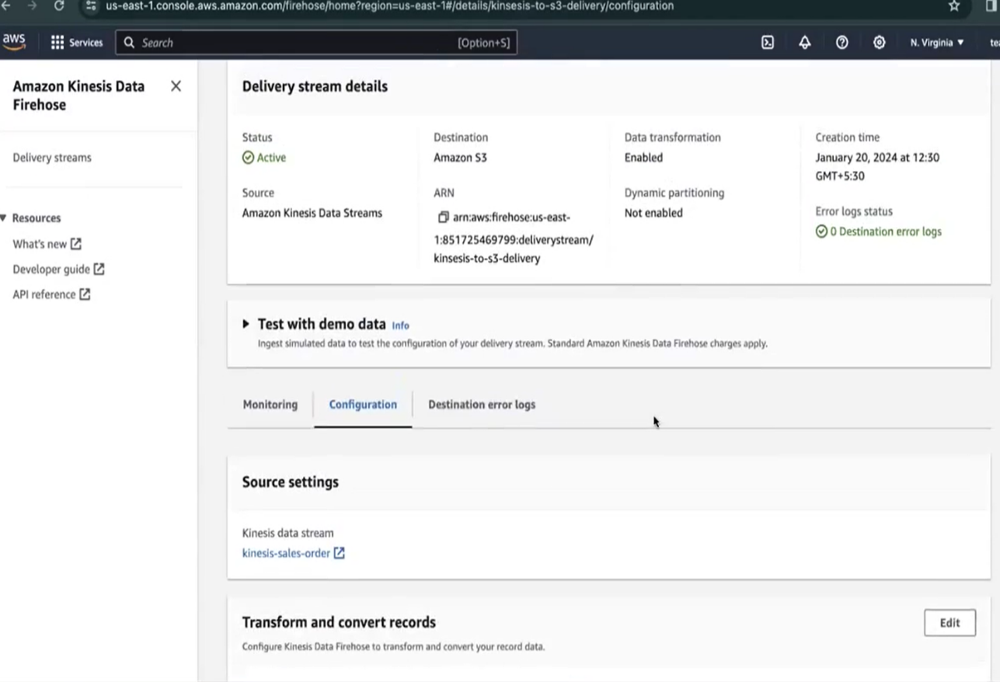 us-east-1.console.aws.amazon.com/firehose/home?region=us-east-1#/details/kinsesis-to-s3-delivery/configuration
aws
Services
Search
[Option+S]
N. Virginia
Amazon Kinesis Data
Firehose
Delivery streams
Resources
What's new
Developer guide
API reference
Delivery stream details
Status
Active
Destination
Amazon S3
Data transformation
Enabled
Creation time
January 20, 2024 at 12:30
GMT+5:30
Source
Amazon Kinesis Data Streams
ARN
arn:aws:firehose:us-east-
1:851725469799:deliverystream/
kinsesis-to-s3-delivery
Dynamic partitioning
Not enabled
Error logs status
0 Destination error logs
Test with demo data Info
Ingest simulated data to test the configuration of your delivery stream. Standard Amazon Kinesis Data Firehose charges apply.
Monitoring
Configuration
Destination error logs
Source settings
Kinesis data stream
kinesis-sales-order
Transform and convert records
Edit
Configure Kinesis Data Firehose to transform and convert your record data.